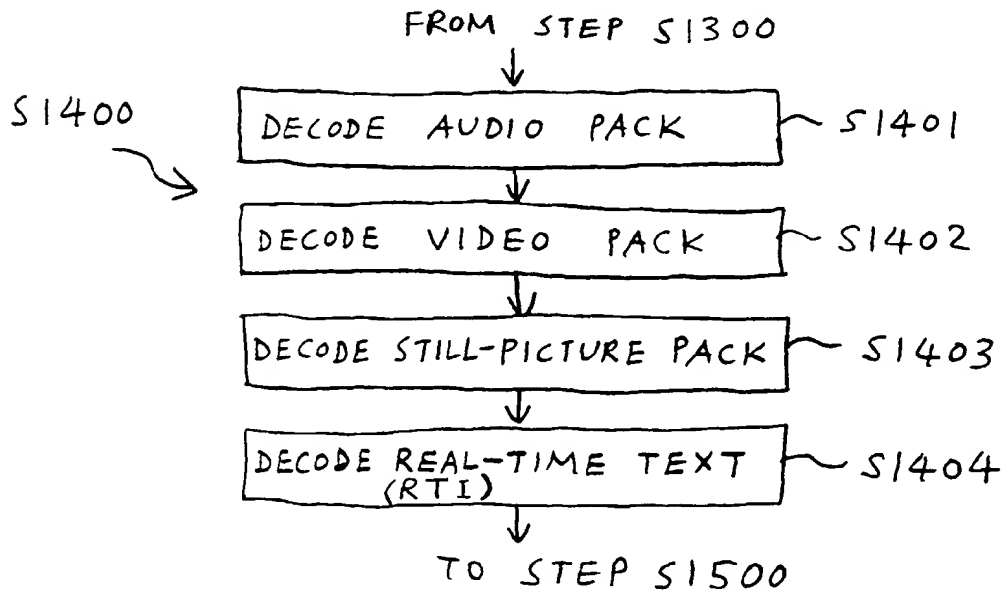 FROM STEP S1300
S1400
DECODE AUDIO PACK S1401
DECODE VIDEO PACK S1402
DECODE STILL-PICTURE PACK S1403
DECODE REAL-TIME TEXT S1404
(RTI)
TO STEP S1500